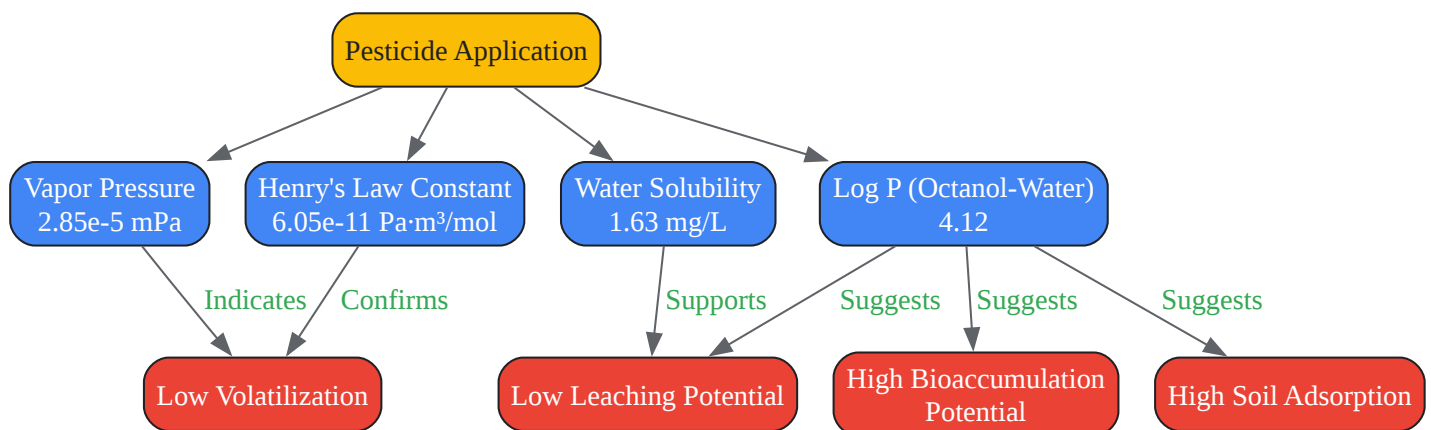 Pesticide Application
Vapor Pressure
2.85e-5 mPa
Henry's Law Constant
6.05e-11 Pa·m³/mol
Water Solubility
1.63 mg/L
Log P (Octanol-Water)
4.12
Indicates
Confirms
Supports
Suggests
Suggests
Suggests
Low Volatilization
Low Leaching Potential
High Bioaccumulation
Potential
High Soil Adsorption